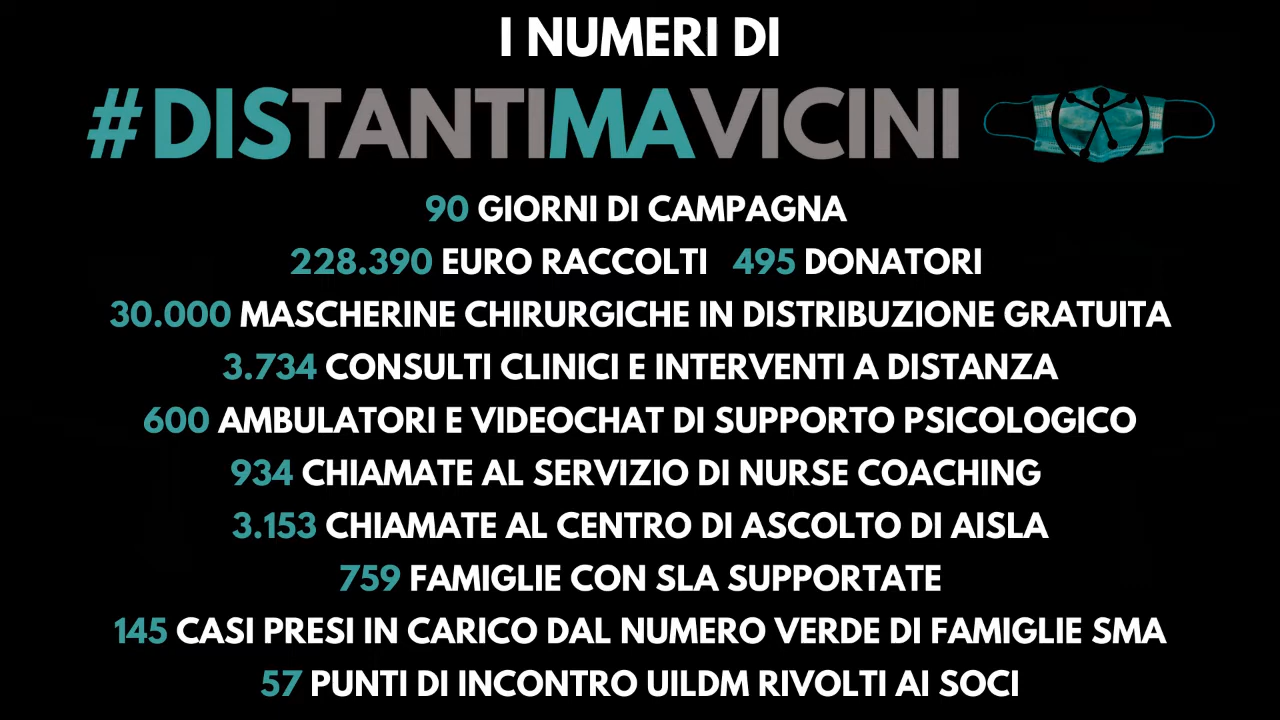 I NUMERI DI
#DISTANTIMAVICINI
90 GIORNI DI CAMPAGNA
228.390 EURO RACCOLTI 495 DONATORI
30.000 MASCHERINE CHIRURGICHE IN DISTRIBUZIONE GRATUITA
3.734 CONSULTI CLINICI E INTERVENTI A DISTANZA
600 AMBULATORI E VIDEOCHAT DI SUPPORTO PSICOLOGICO
934 CHIAMATE AL SERVIZIO DI NURSE COACHING
3.153 CHIAMATE AL CENTRO DI ASCOLTO DI AISLA
759 FAMIGLIE CON SLA SUPPORTATE
145 CASI PRESI IN CARICO DAL NUMERO VERDE DI FAMIGLIE SMA
57 PUNTI DI INCONTRO UILDM RIVOLTI AI SOCI